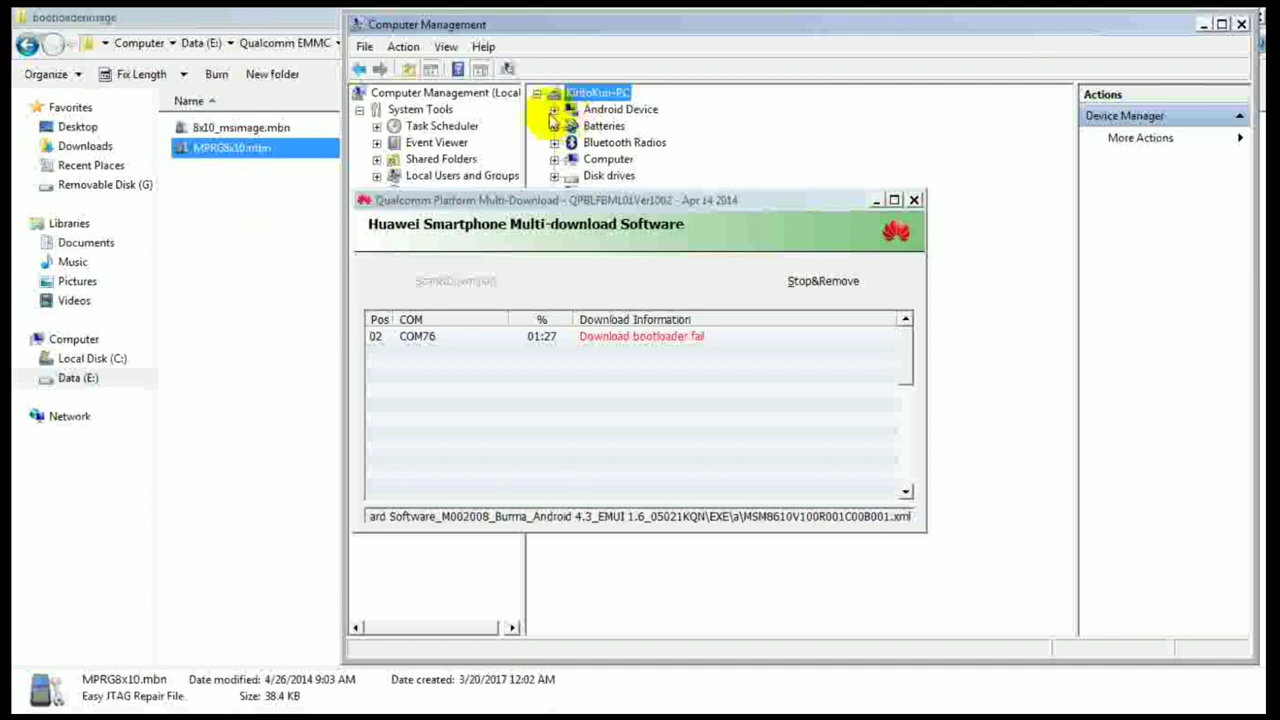 bootloaderimage
Computer
Data (E:)
Qualcomm EMMC
Organize
Fix Length
Burn
New folder
Favorites
Desktop
Downloads
Recent Places
Removable Disk (G)
Libraries
Documents
Music
Pictures
Videos
Computer
Local Disk (C:)
Data (E:)
Network
Name
8x10_msimage.mbn
MPRG8x10.mbn
Computer Management
File Action View Help
Computer Management (Local
System Tools
Task Scheduler
Event Viewer
Shared Folders
Local Users and Groups
KiritoKun-PC
Android Device
Batteries
Bluetooth Radios
Computer
Disk drives
Actions
Device Manager
More Actions
Qualcomm Platform Multi-Download - QPBLFBML01Ver1002 - Apr 14 2014
Huawei Smartphone Multi-download Software
Scan&Download
Stop&Remove
Pos COM % Download Information
02 COM76 01:27 Download bootloader fail
ard Software_M002008_Burma_Android 4.3_EMUI 1.6_05021KQN\EXE\a\MSM8610V100R001C00B001.xml
MPRG8x10.mbn Date modified: 4/26/2014 9:03 AM Date created: 3/20/2017 12:02 AM
Easy JTAG Repair File Size: 38.4 KB